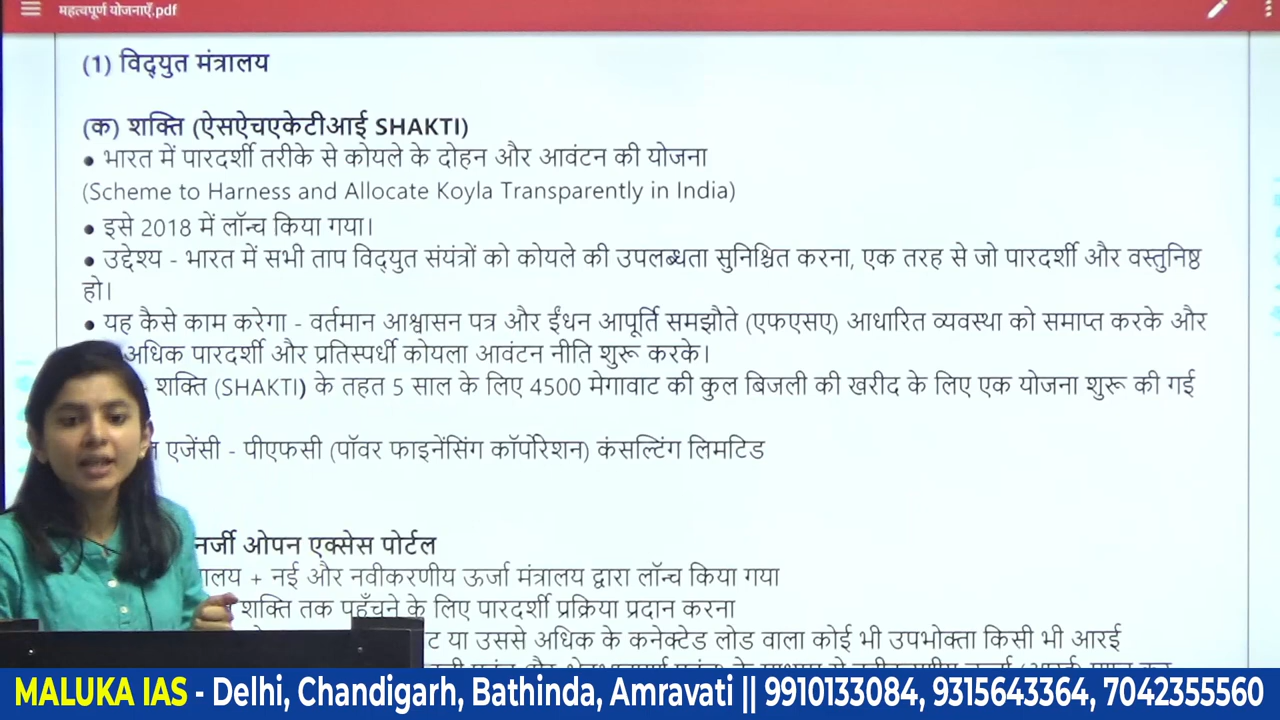 महत्वपूर्ण योजनाएँ.pdf
(1) विद्युत मंत्रालय
(क) शक्ति (ऐसऐचएकेटीआई SHAKTI)
● भारत में पारदर्शी तरीके से कोयले के दोहन और आवंटन की योजना
(Scheme to Harness and Allocate Koyla Transparently in India)
● इसे 2018 में लॉन्च किया गया।
● उद्देश्य - भारत में सभी ताप विद्युत संयंत्रों को कोयले की उपलब्धता सुनिश्चित करना, एक तरह से जो पारदर्शी और वस्तुनिष्ठ
हो।
● यह कैसे काम करेगा - वर्तमान आश्वासन पत्र और ईंधन आपूर्ति समझौते (एफएसए) आधारित व्यवस्था को समाप्त करके और
अधिक पारदर्शी और प्रतिस्पर्धी कोयला आवंटन नीति शुरू करके।
- शक्ति (SHAKTI) के तहत 5 साल के लिए 4500 मेगावाट की कुल बिजली की खरीद के लिए एक योजना शुरू की गई
एजेंसी - पीएफसी (पॉवर फाइनेंसिंग कॉर्पोरेशन) कंसल्टिंग लिमटिड
नर्जी ओपन एक्सेस पोर्टल
ालय + नई और नवीकरणीय ऊर्जा मंत्रालय द्वारा लॉन्च किया गया
शक्ति तक पहुँचने के लिए पारदर्शी प्रक्रिया प्रदान करना
ट या उससे अधिक के कनेक्टेड लोड वाला कोई भी उपभोक्ता किसी भी आरई
MALUKA IAS - Delhi, Chandigarh, Bathinda, Amravati || 9910133084, 9315643364, 7042355560